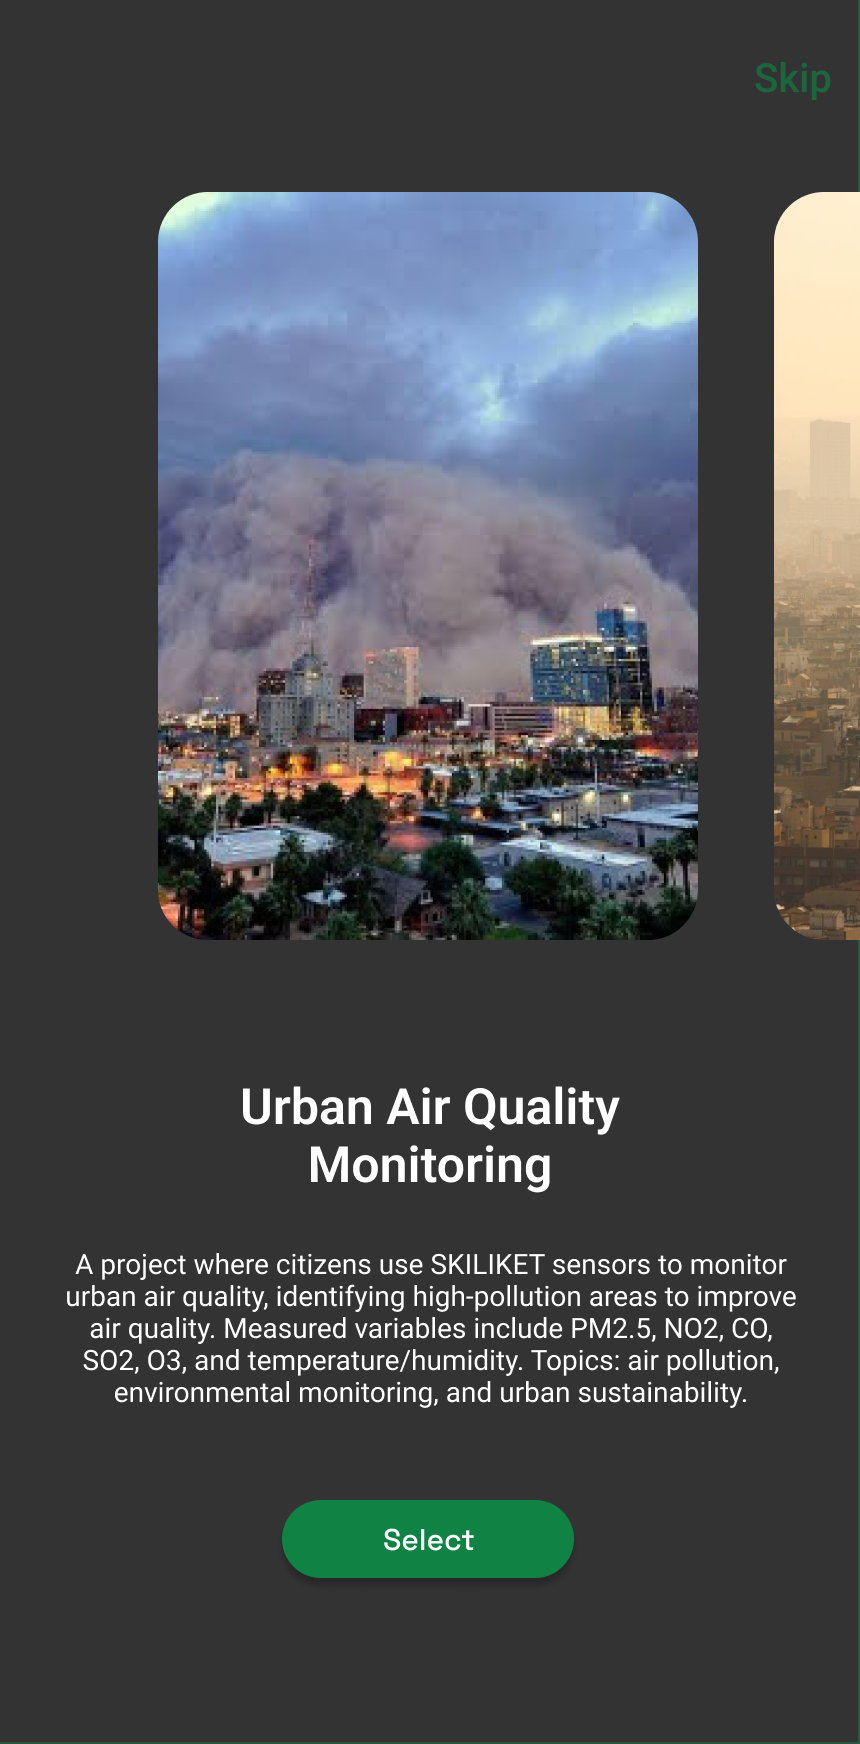 Skip
Urban Air Quality
Monitoring
A project where citizens use SKILIKET sensors to monitor
urban air quality, identifying high-pollution areas to improve
air quality. Measured variables include PM2.5, NO2, CO,
SO2, O3, and temperature/humidity. Topics: air pollution,
environmental monitoring, and urban sustainability.
Select